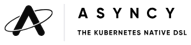 ASYNCY
THE KUBERNETES NATIVE DSL